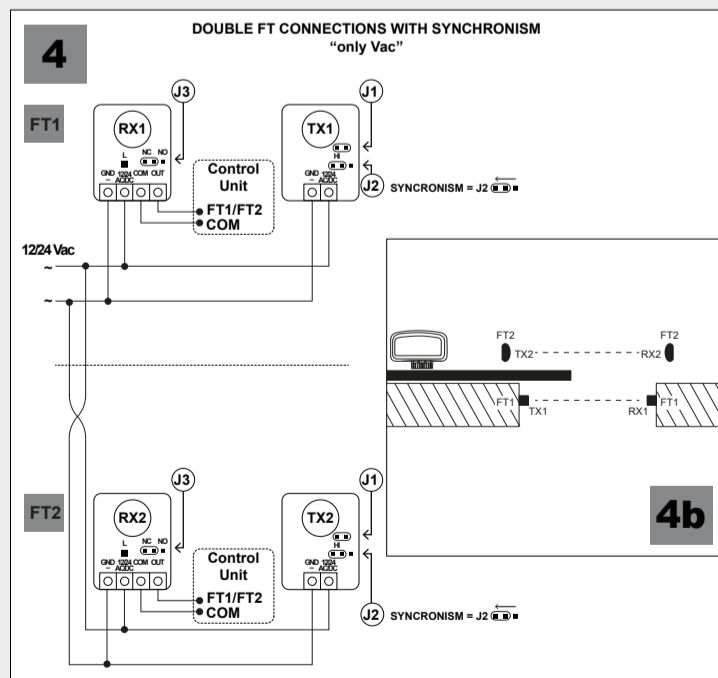 DOUBLE FT CONNECTIONS WITH SYNCHRONISM
“only Vac”
4
FT1
J3
RX1
L
NC NO
GND 12/24 COM OUT
– AC/DC
Control
Unit
FT1/FT2
COM
J1
TX1
HI
GND 12/24
– AC/DC
J2
SYNCRONISM = J2
12/24 Vac
~
~
FT2
TX2
FT2
RX2
FT1
TX1
RX1
FT1
4b
FT2
J3
RX2
L
NC NO
GND 12/24 COM OUT
– AC/DC
Control
Unit
FT1/FT2
COM
J1
TX2
HI
GND 12/24
– AC/DC
J2
SYNCRONISM = J2